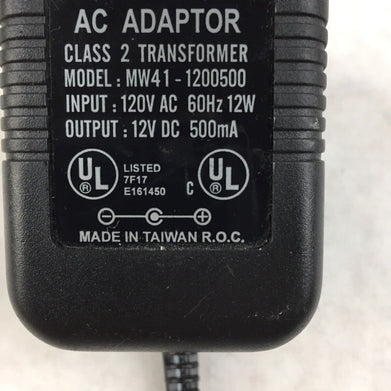 AC ADAPTOR
CLASS 2 TRANSFORMER
MODEL : MW41-1200500
INPUT : 120V AC 60Hz 12W
OUTPUT : 12V DC 500mA
UL ® LISTED C UL ®
7F17
E161450
MADE IN TAIWAN R.O.C.